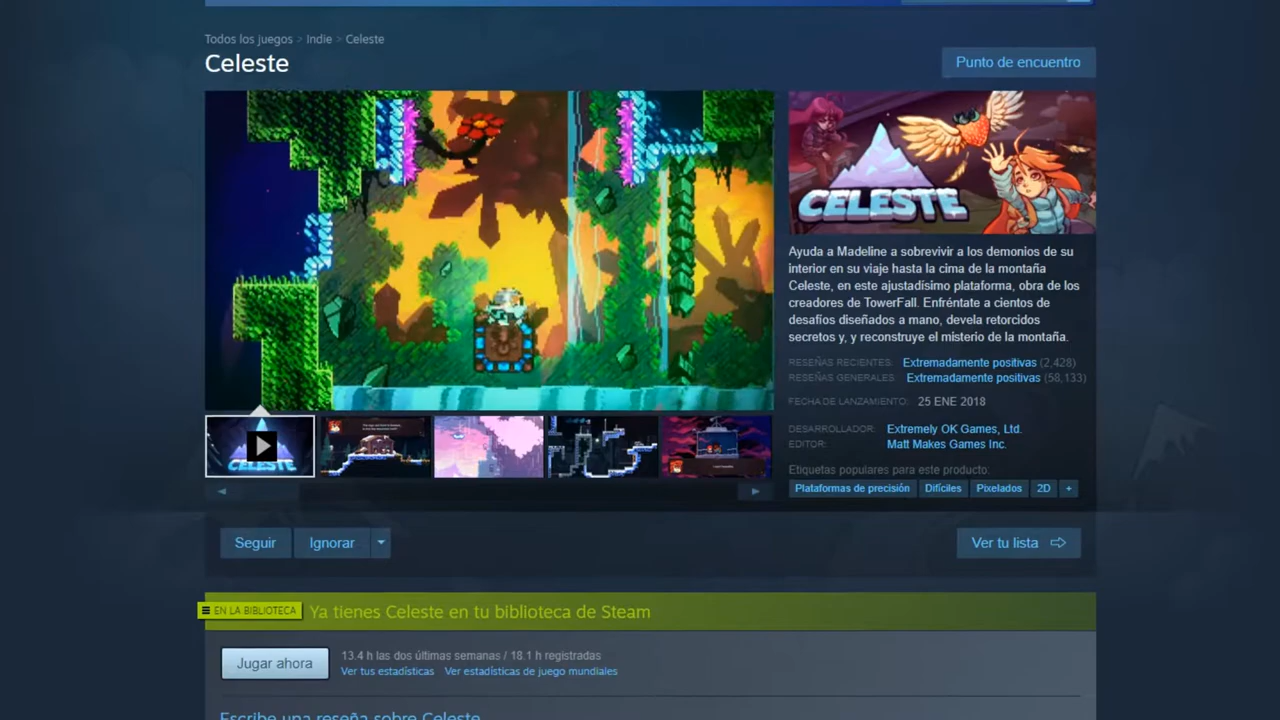 Todos los juegos > Indie > Celeste
Celeste
Punto de encuentro
CELESTE
Ayuda a Madeline a sobrevivir a los demonios de su
interior en su viaje hasta la cima de la montaña
Celeste, en este ajustadísimo plataforma, obra de los
creadores de TowerFall. Enfréntate a cientos de
desafíos diseñados a mano, devela retorcidos
secretos y, y reconstruye el misterio de la montaña.
RESEÑAS RECIENTES: Extremadamente positivas (2,428)
RESEÑAS GENERALES: Extremadamente positivas (58,133)
FECHA DE LANZAMIENTO: 25 ENE 2018
DESARROLLADOR: Extremely OK Games, Ltd.
EDITOR: Matt Makes Games Inc.
Etiquetas populares para este producto:
Plataformas de precisión Difíciles Pixelados 2D +
CELESTE
Seguir Ignorar Ver tu lista
EN LA BIBLIOTECA Ya tienes Celeste en tu biblioteca de Steam
Jugar ahora
13.4 h las dos últimas semanas / 18.1 h registradas
Ver tus estadísticas Ver estadísticas de juego mundiales
Escribe una reseña sobre Celeste